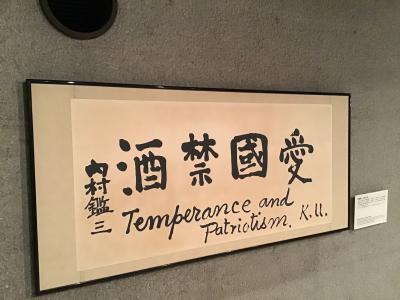 愛國禁酒
Temperance and
Patriotism. K.U.
内村鑑三